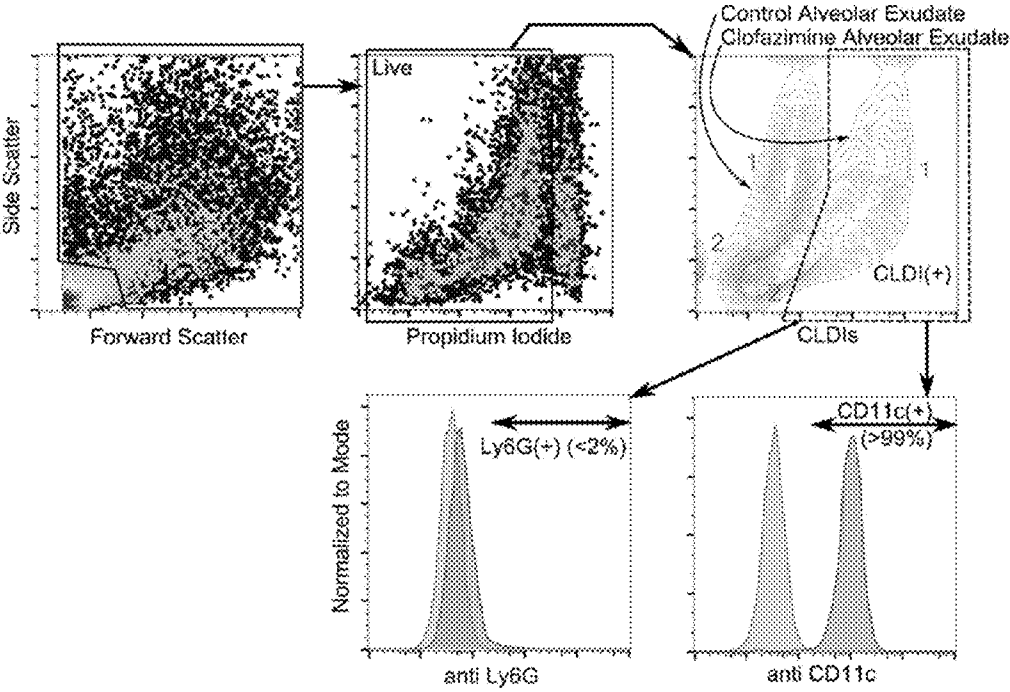 Control Alveolar Exudate
Clofazimine Alveolar Exudate
Live
Side Scatter
1
1
2
CLDI(+)
Forward Scatter
Propidium Iodide
CLDIs
CD11c(+)
(>99%)
Ly6G(+) (<2%)
Normalized to Mode
anti Ly6G
anti CD11c